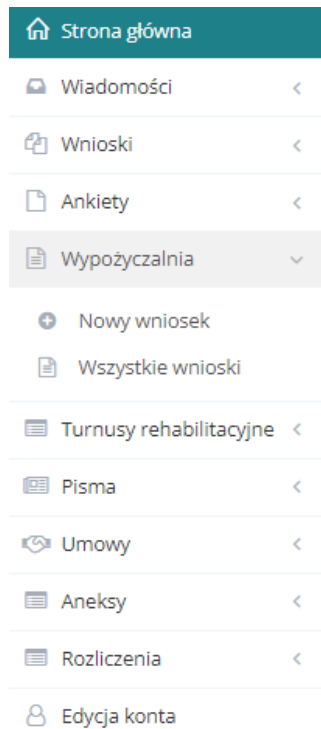 Strona główna
Wiadomości
Wnioski
Ankiety
Wypożyczalnia
Nowy wniosek
Wszystkie wnioski
Turnusy rehabilitacyjne
Pisma
Umowy
Aneksy
Rozliczenia
Edycja konta